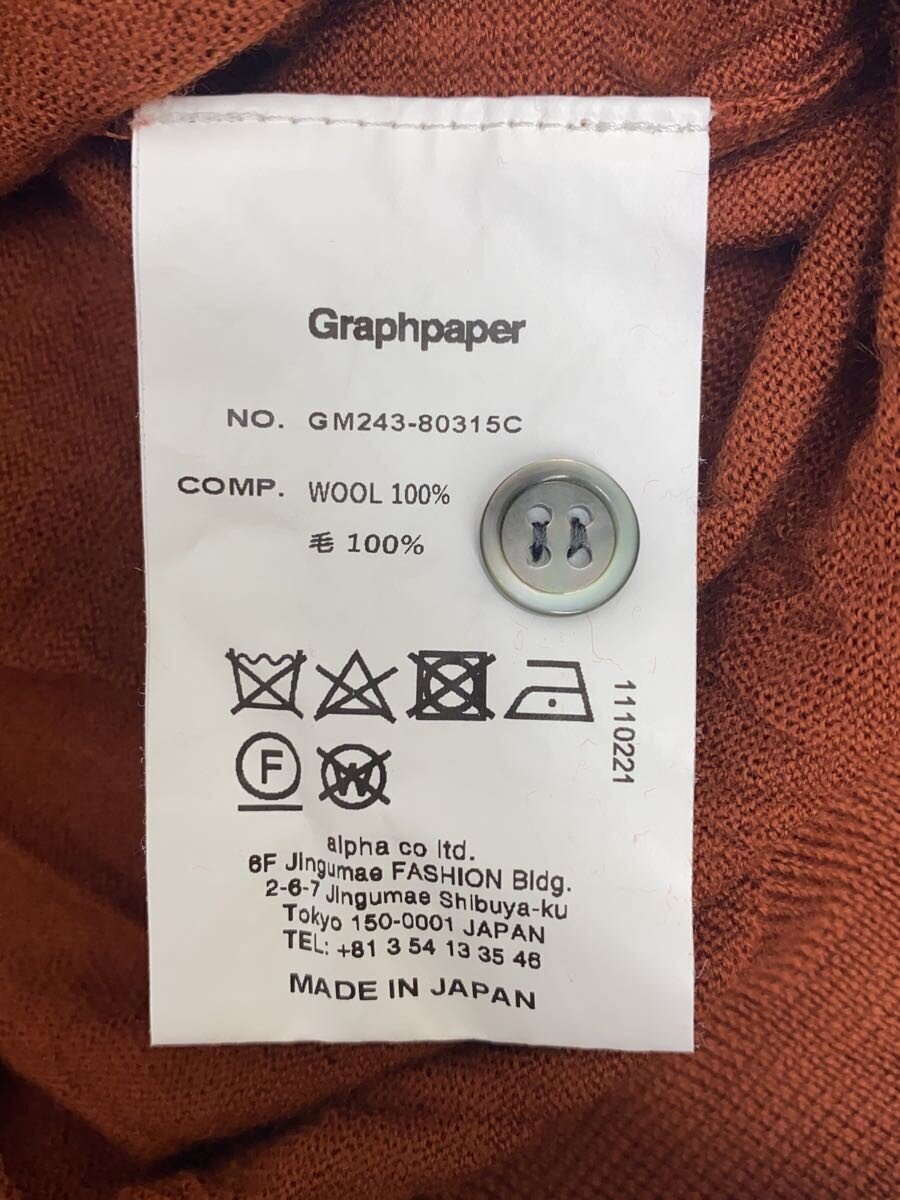 Graphpaper
NO. GM243-80315C
COMP. WOOL 100%
毛 100%
F
W
1110221
alpha co ltd.
6F Jingumae FASHION Bldg.
2-6-7 Jingumae Shibuya-ku
Tokyo 150-0001 JAPAN
TEL: +81 3 54 13 35 46
MADE IN JAPAN